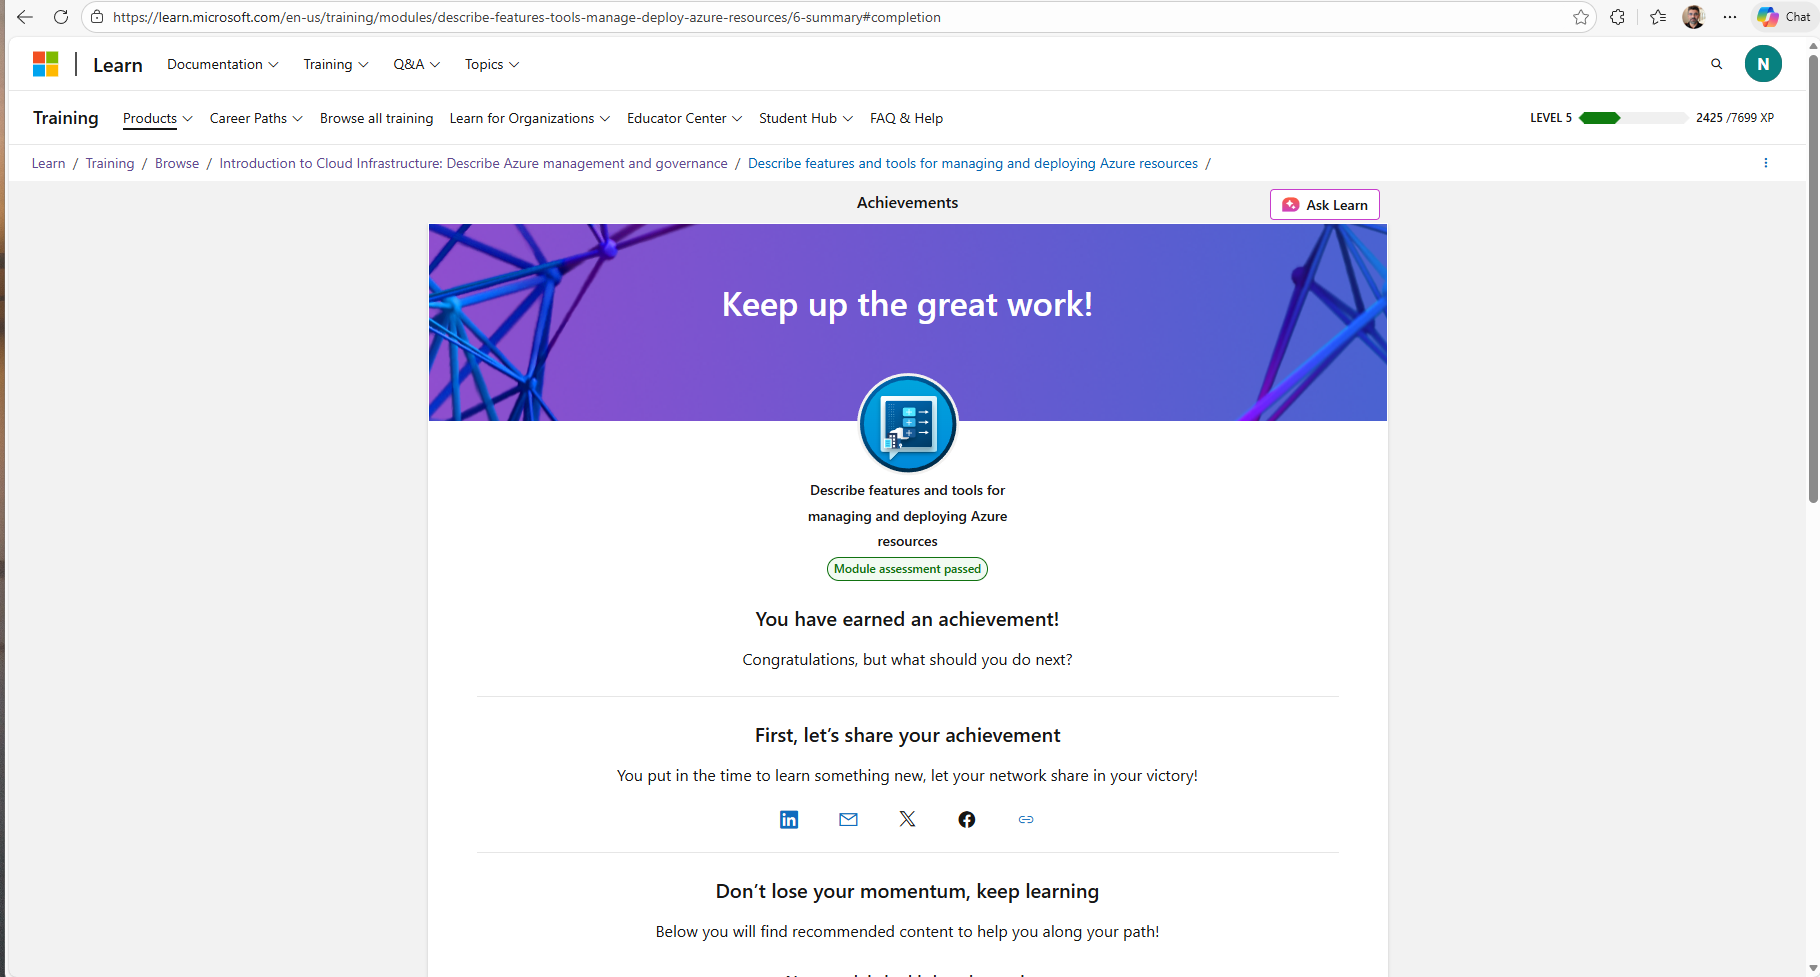 https://learn.microsoft.com/en-us/training/modules/describe-features-tools-manage-deploy-azure-resources/6-summary#completion
Chat
Learn Documentation Training Q&A Topics
N
Training Products Career Paths Browse all training Learn for Organizations Educator Center Student Hub FAQ & Help LEVEL 5 2425 /7699 XP
Learn / Training / Browse / Introduction to Cloud Infrastructure: Describe Azure management and governance / Describe features and tools for managing and deploying Azure resources /
Achievements
Ask Learn
Keep up the great work!
Describe features and tools for
managing and deploying Azure
resources
Module assessment passed
You have earned an achievement!
Congratulations, but what should you do next?
First, let’s share your achievement
You put in the time to learn something new, let your network share in your victory!
Don’t lose your momentum, keep learning
Below you will find recommended content to help you along your path!